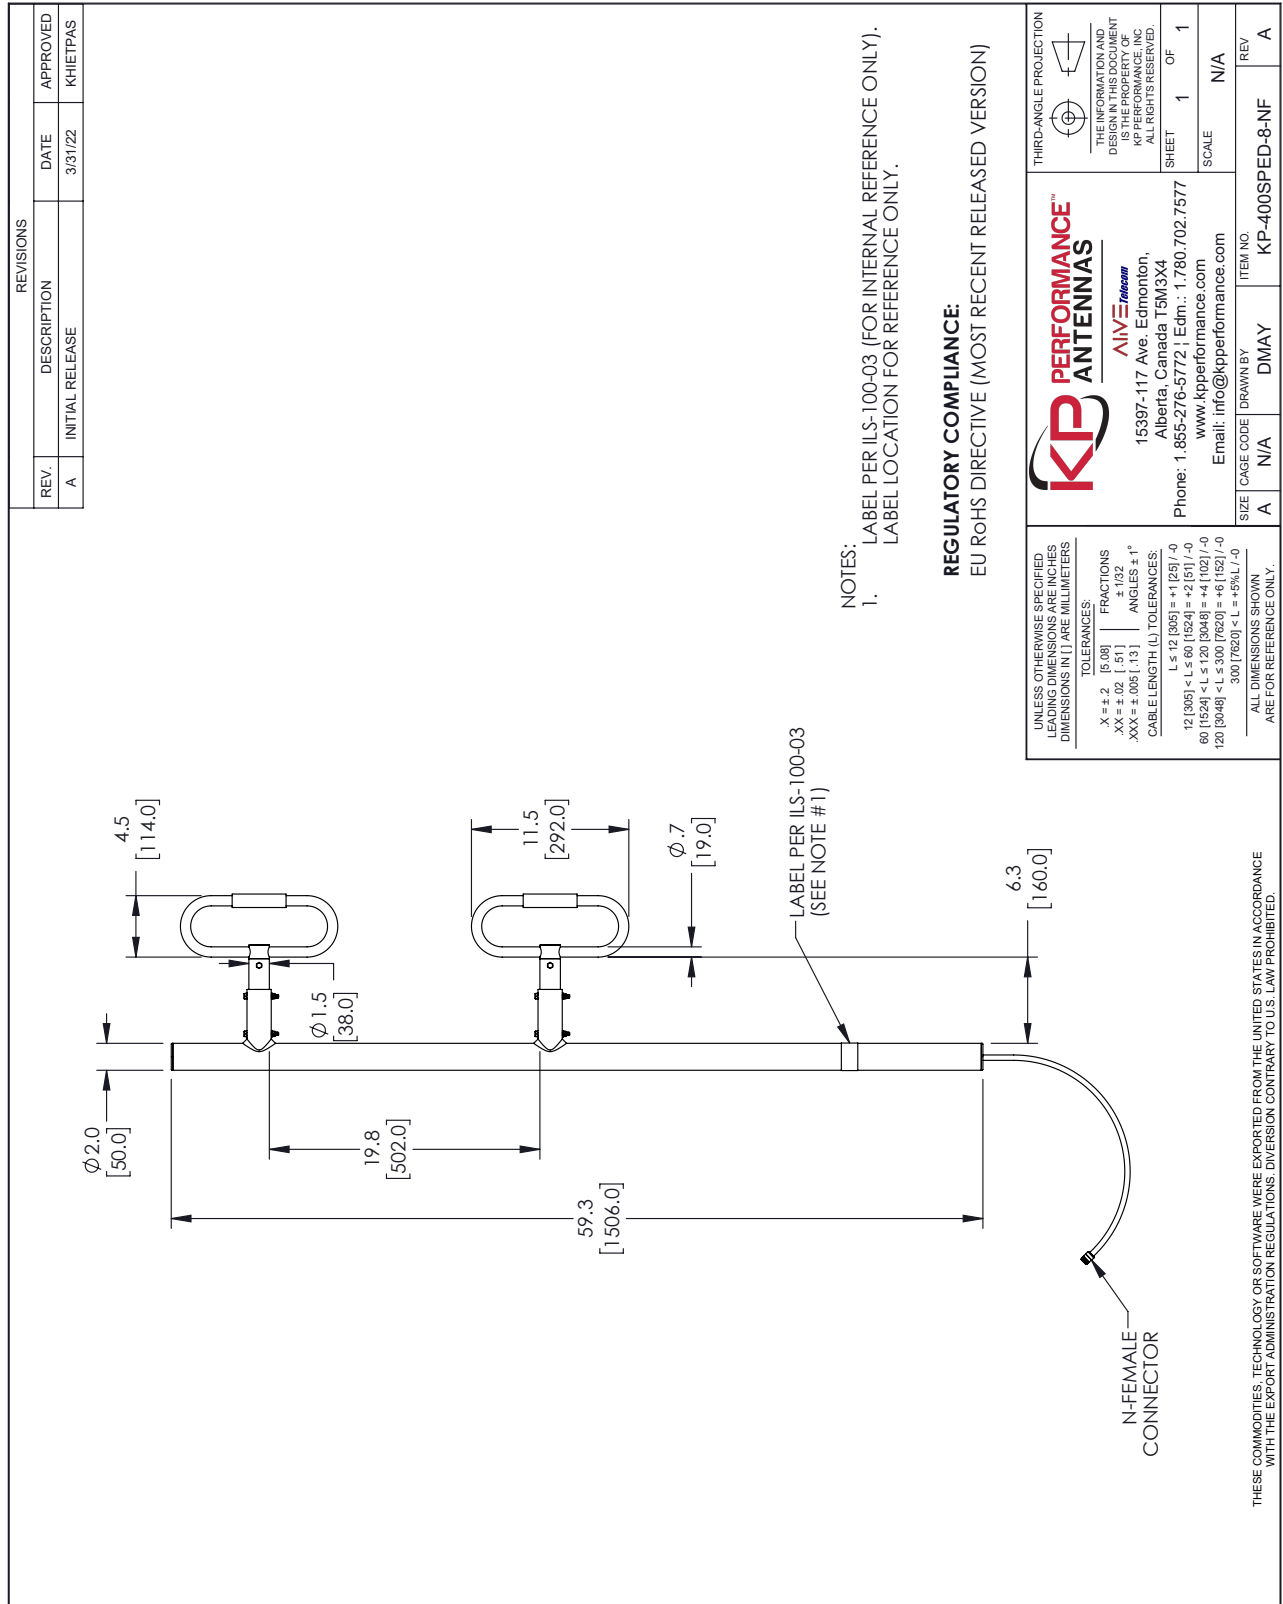 REVISIONS
REV. DESCRIPTION DATE APPROVED
A INITIAL RELEASE 3/31/22 KHIETPAS
Ø2.0
[50.0]
4.5
[114.0]
Ø1.5
[38.0]
19.8
[502.0]
11.5
[292.0]
59.3
[1506.0]
Ø.7
[19.0]
LABEL PER ILS-100-03
(SEE NOTE #1)
6.3
[160.0]
N-FEMALE
CONNECTOR
NOTES:
1. LABEL PER ILS-100-03 (FOR INTERNAL REFERENCE ONLY).
LABEL LOCATION FOR REFERENCE ONLY.
REGULATORY COMPLIANCE:
EU RoHS DIRECTIVE (MOST RECENT RELEASED VERSION)
UNLESS OTHERWISE SPECIFIED
LEADING DIMENSIONS ARE INCHES
DIMENSIONS IN [ ] ARE MILLIMETERS
TOLERANCES:
.X = ±.2 [5.08] FRACTIONS
.XX = ±.02 [.51] ± 1/32
.XXX = ±.005 [.13] ANGLES ± 1°
CABLE LENGTH (L) TOLERANCES:
L ≤ 12 [305] = +1 [25] / -0
12 [305] < L ≤ 60 [1524] = +2 [51] / -0
60 [1524] < L ≤ 120 [3048] = +4 [102] / -0
120 [3048] < L ≤ 300 [7620] = +6 [152] / -0
300 [7620] < L = +5%L / -0
ALL DIMENSIONS SHOWN
ARE FOR REFERENCE ONLY.
KP PERFORMANCE™
ANTENNAS
ALIVE Telecom
15397-117 Ave. Edmonton,
Alberta, Canada T5M3X4
Phone: 1.855-276-5772 | Edm.: 1.780.702.7577
www.kpperformance.com
Email: info@kpperformance.com
THIRD-ANGLE PROJECTION
THE INFORMATION AND
DESIGN IN THIS DOCUMENT
IS THE PROPERTY OF
KP PERFORMANCE, INC
ALL RIGHTS RESERVED.
SHEET 1 OF 1
SCALE N/A
SIZE A
CAGE CODE N/A
DRAWN BY DMAY
ITEM NO. KP-400SPED-8-NF
REV A
THESE COMMODITIES, TECHNOLOGY OR SOFTWARE WERE EXPORTED FROM THE UNITED STATES IN ACCORDANCE
WITH THE EXPORT ADMINISTRATION REGULATIONS. DIVERSION CONTRARY TO U.S. LAW PROHIBITED.